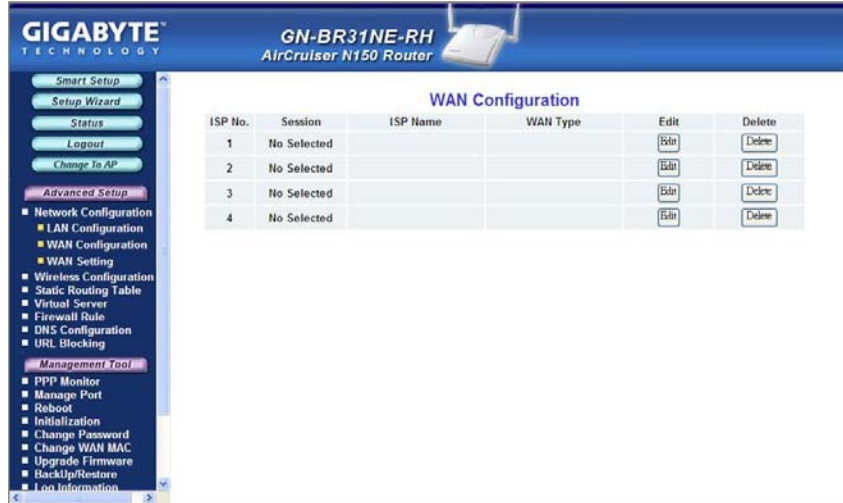 GIGABYTE™
TECHNOLOGY
GN-BR31NE-RH
AirCruiser N150 Router
Smart Setup
Setup Wizard
Status
Logout
Change To AP
Advanced Setup
Network Configuration
LAN Configuration
WAN Configuration
WAN Setting
Wireless Configuration
Static Routing Table
Virtual Server
Firewall Rule
DNS Configuration
URL Blocking
Management Tool
PPP Monitor
Manage Port
Reboot
Initialization
Change Password
Change WAN MAC
Upgrade Firmware
BackUp/Restore
Log Information
WAN Configuration
ISP No. Session ISP Name WAN Type Edit Delete
1 No Selected Edit Delete
2 No Selected Edit Delete
3 No Selected Edit Delete
4 No Selected Edit Delete